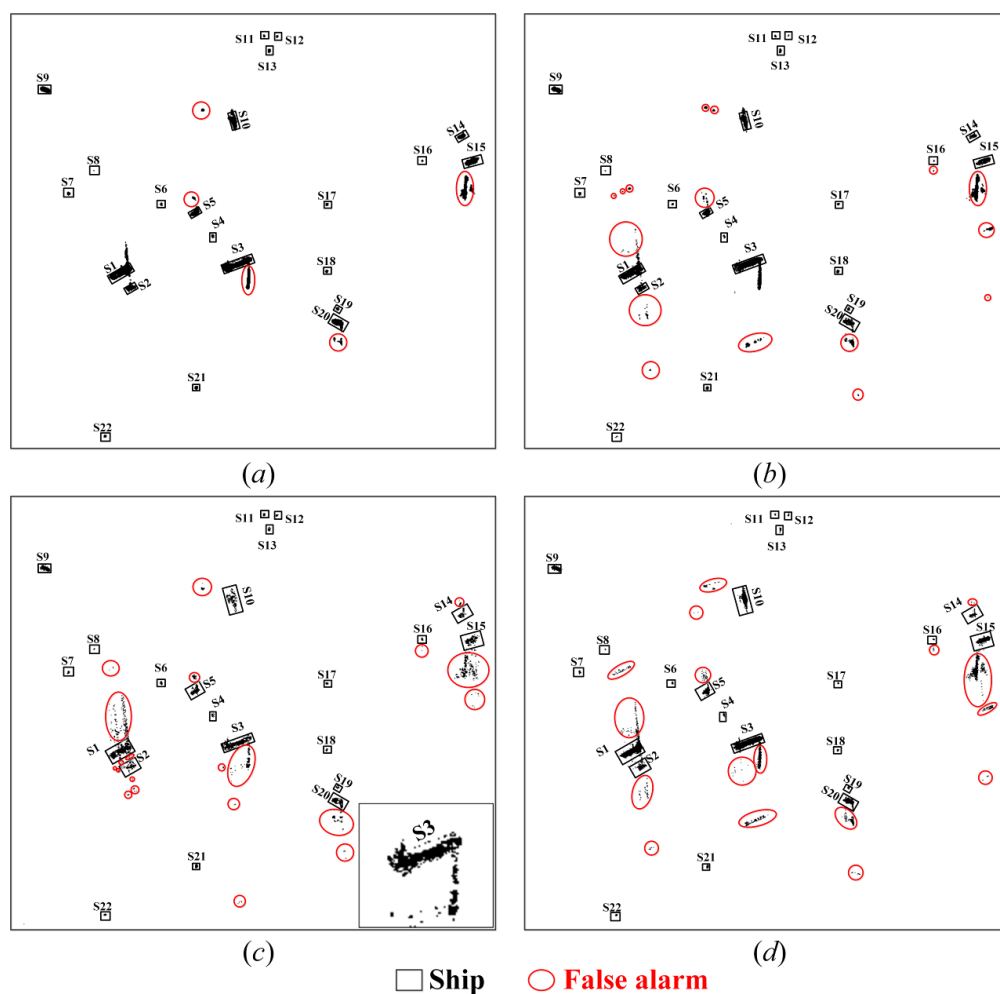 S11 S12
S13
S9
S10
S14
S15
S16
S8
S7
S6
S5
S4
S17
S3
S1
S2
S18
S19
S20
S21
S22
(a)
S11 S12
S13
S9
S10
S14
S15
S16
S8
S7
S6
S5
S4
S17
S3
S1
S2
S18
S19
S20
S21
S22
(b)
S11 S12
S13
S9
S10
S14
S15
S16
S8
S7
S6
S5
S4
S17
S3
S1
S2
S18
S19
S20
S3
S21
S22
(c)
S11 S12
S13
S9
S10
S14
S15
S16
S8
S7
S6
S5
S4
S17
S3
S1
S2
S18
S19
S20
S21
S22
(d)
Ship False alarm